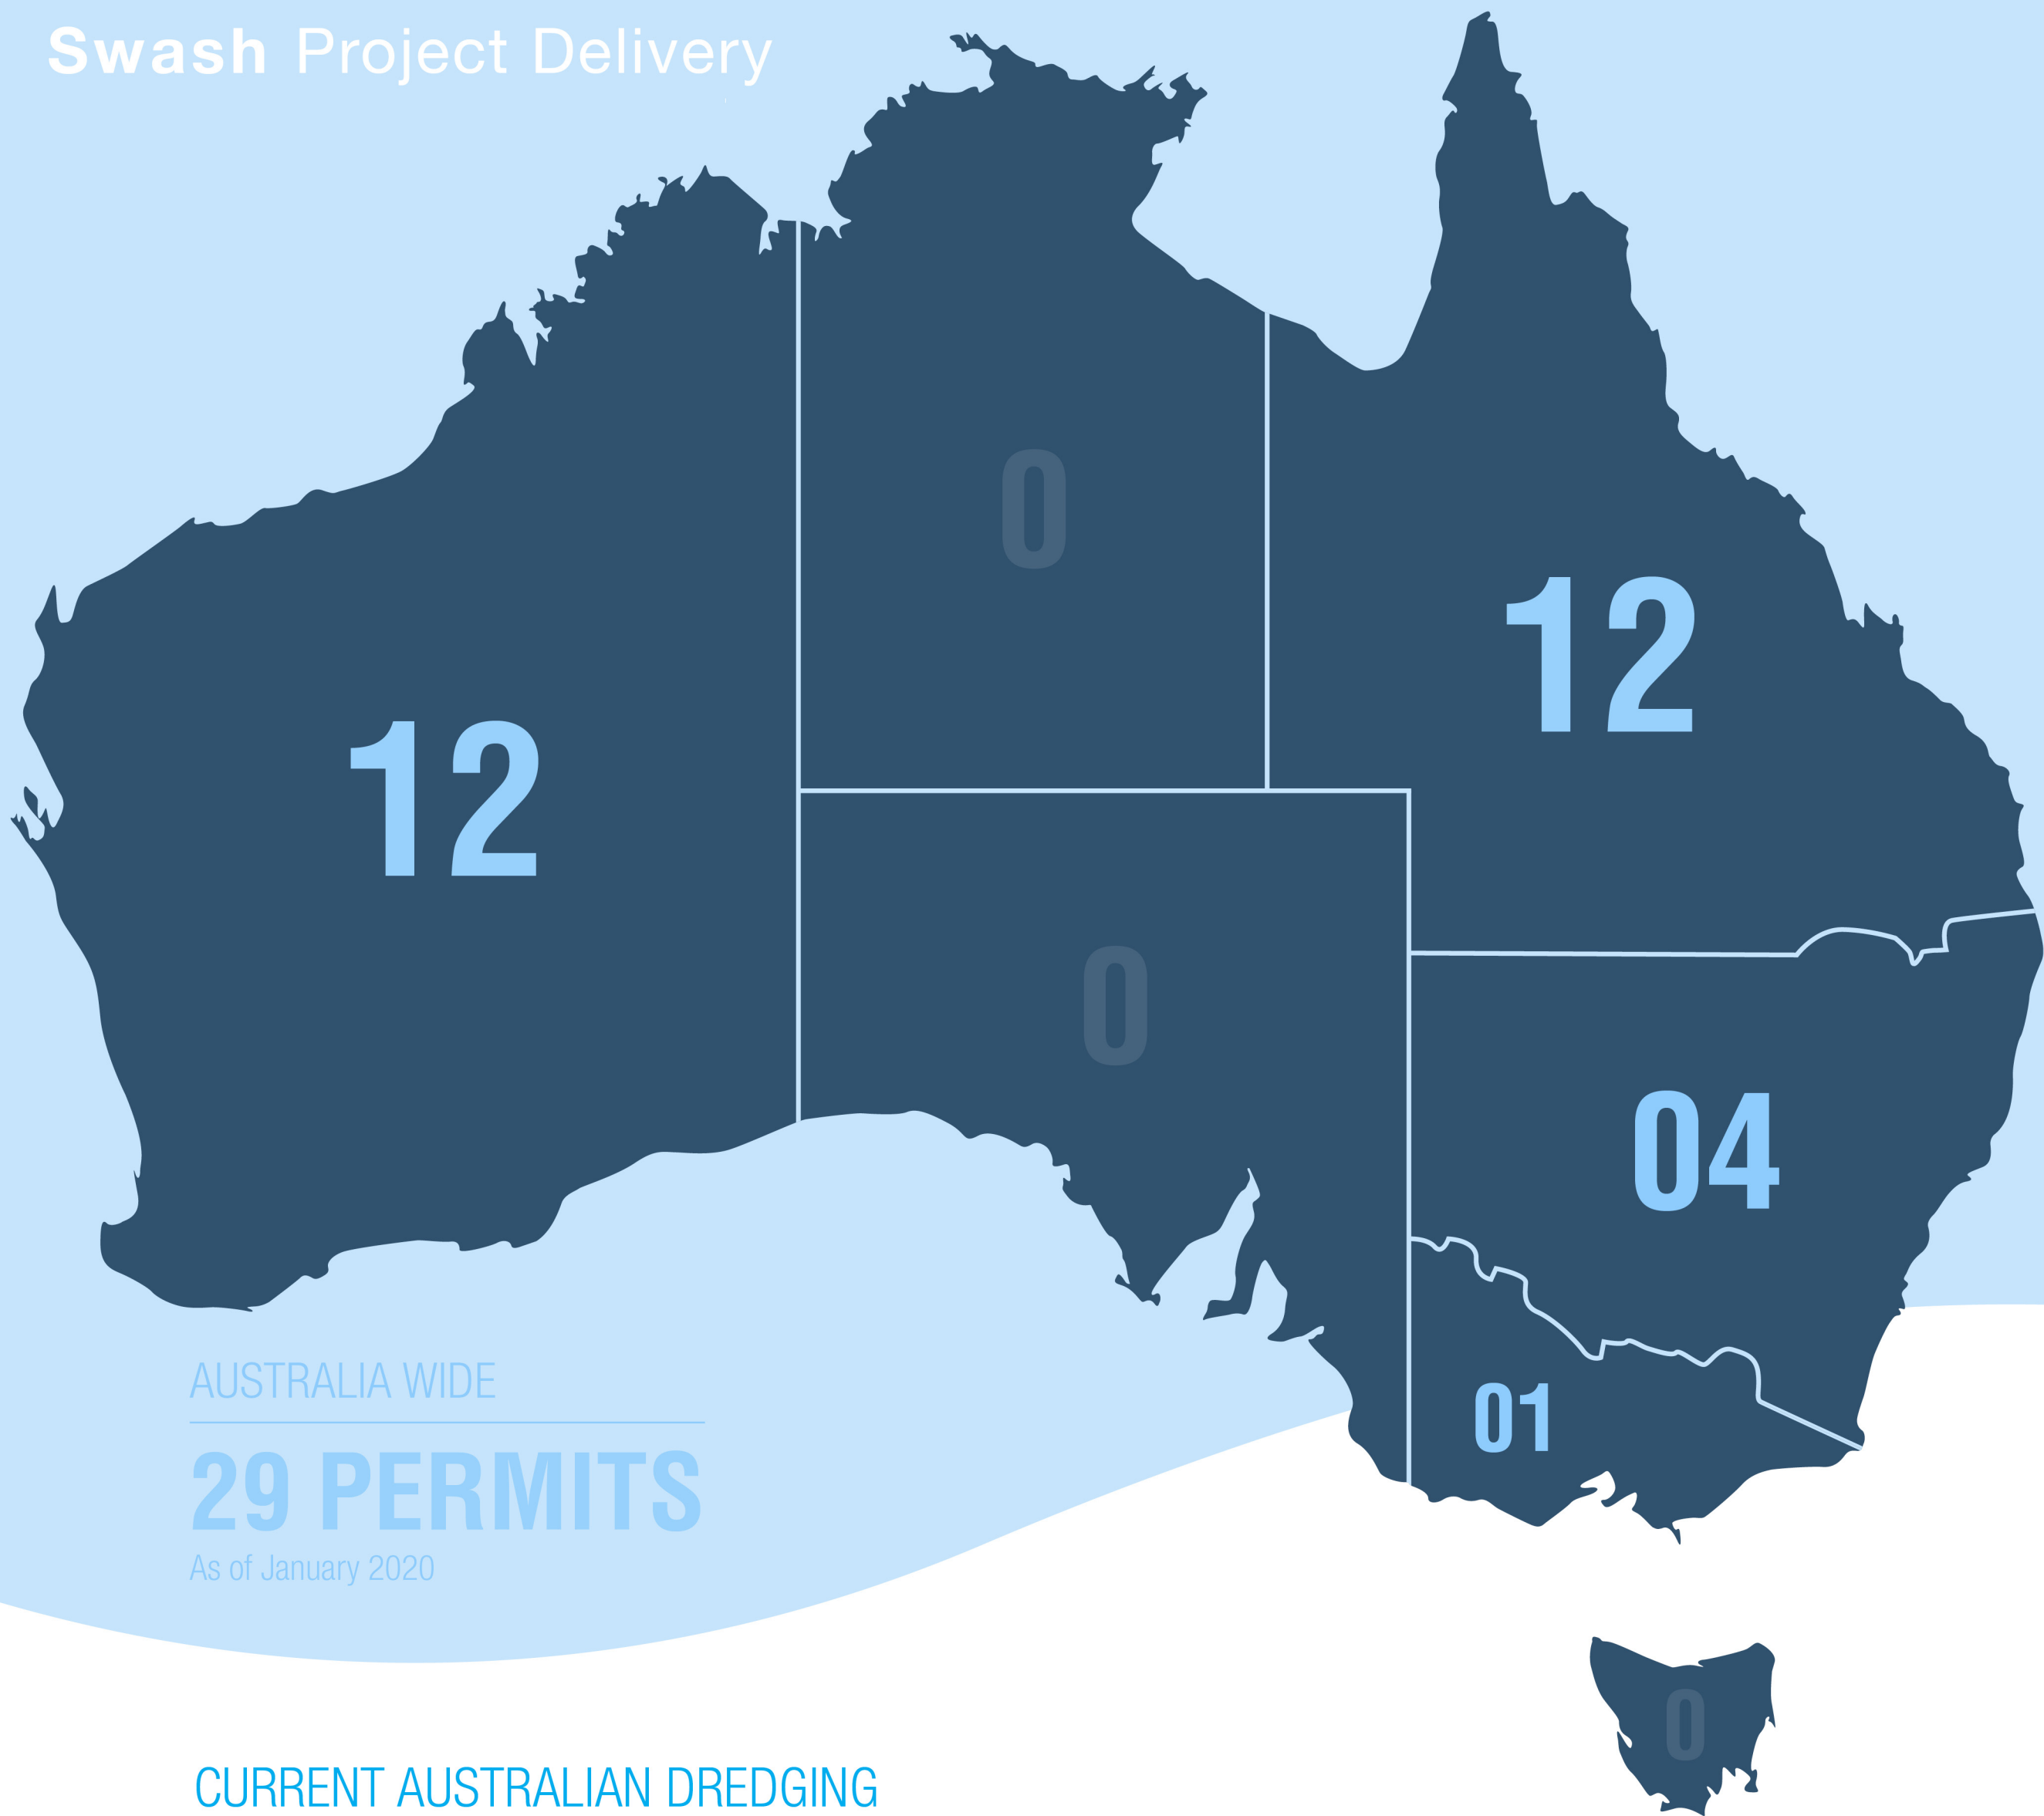 Swash Project Delivery
0
12
12
0
04
01
AUSTRALIA WIDES
29 PERMITS
As of January 2020
0
CURRENT AUSTRALIAN DREDGING